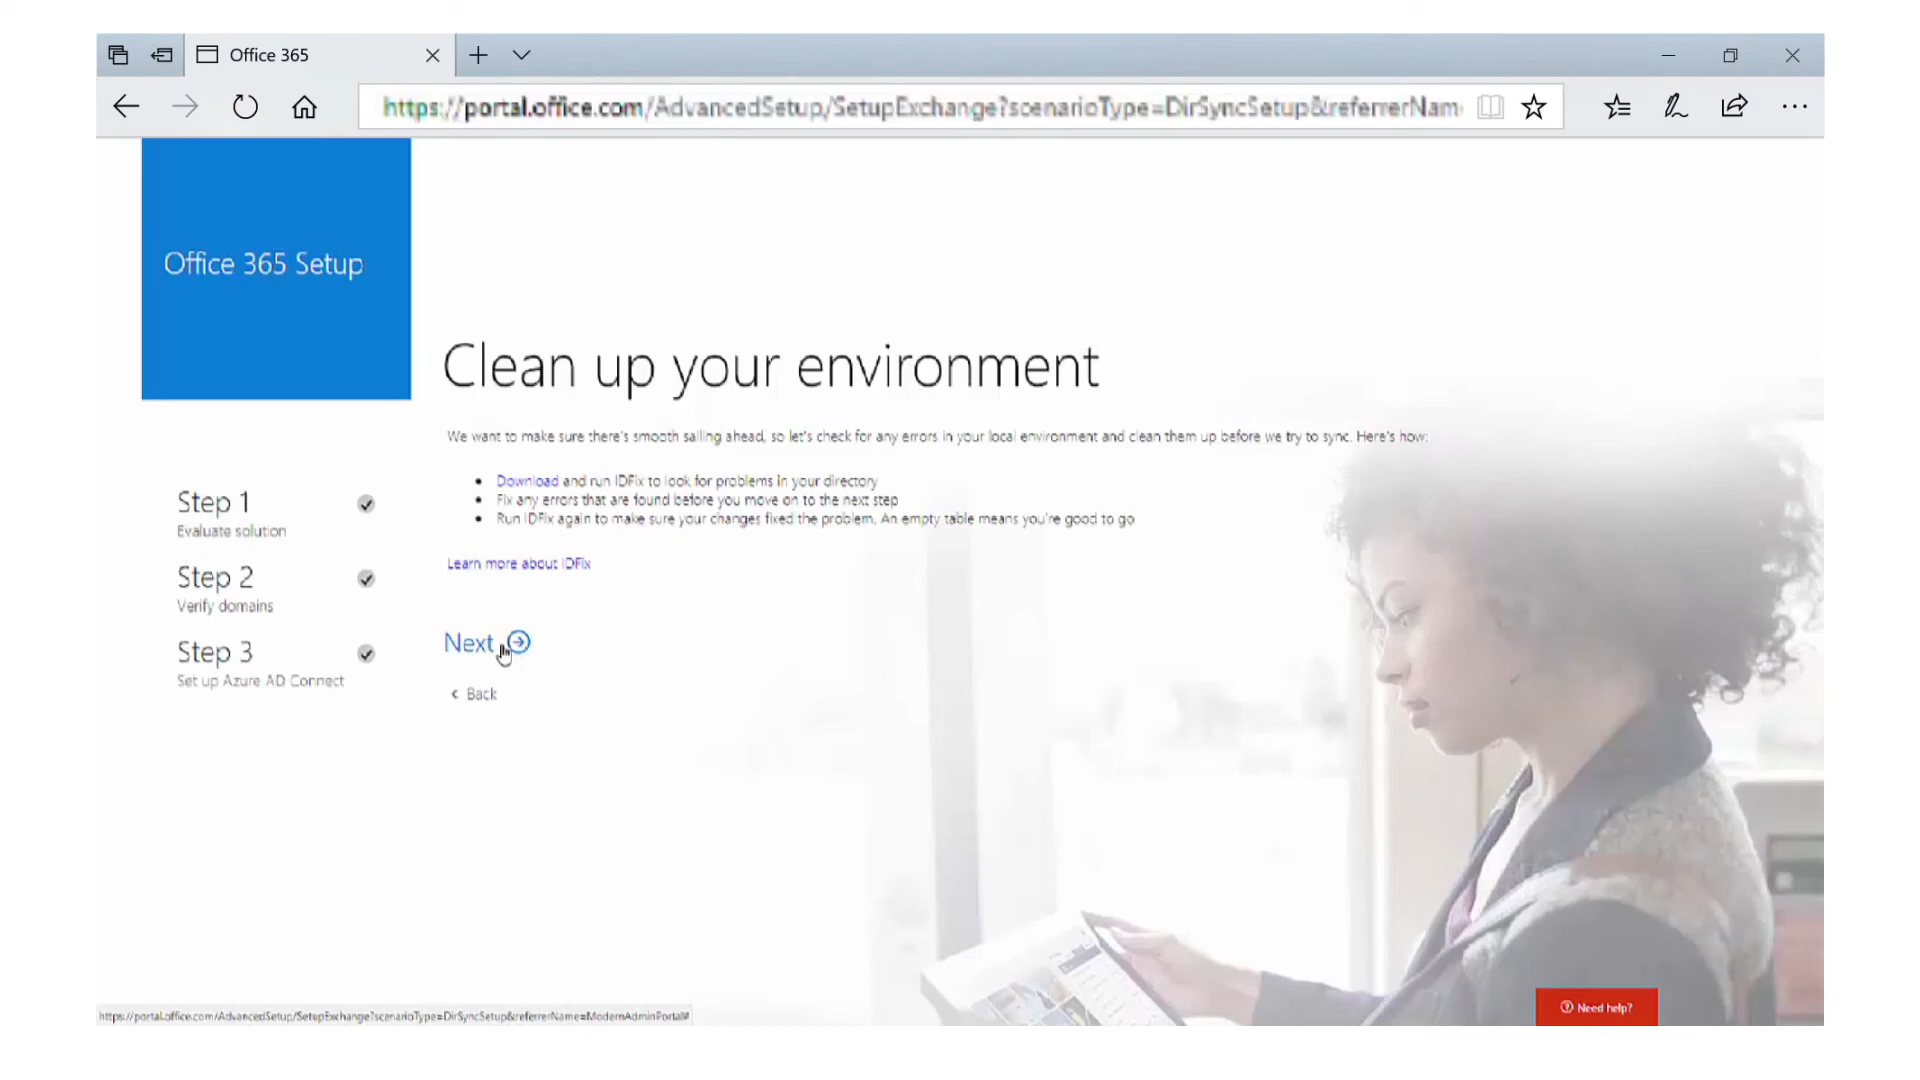 Office 365
https://portal.office.com/AdvancedSetup/SetupExchange?scenarioType=DirSyncSetup&referrerNam
Office 365 Setup
Clean up your environment
We want to make sure there's smooth sailing ahead, so let's check for any errors in your local environment and clean them up before we try to sync. Here's how:
• Download and run IDFix to look for problems in your directory
• Fix any errors that are found before you move on to the next step
• Run IDFix again to make sure your changes fixed the problem. An empty table means you're good to go
Learn more about IDFix
Step 1
Evaluate solution
Step 2
Verify domains
Step 3
Set up Azure AD Connect
Next
< Back
https://portal.office.com/AdvancedSetup/SetupExchange?scenarioType=DirSyncSetup&referrerName=ModernAdminPortal#
Need help?